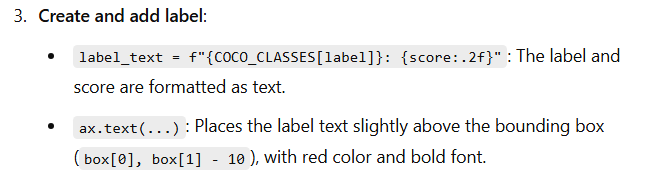 3. Create and add label:
• label_text = f"{COCO_CLASSES[label]}: {score:.2f}" : The label and
score are formatted as text.
• ax.text(...) : Places the label text slightly above the bounding box
( box[0], box[1] - 10 ), with red color and bold font.